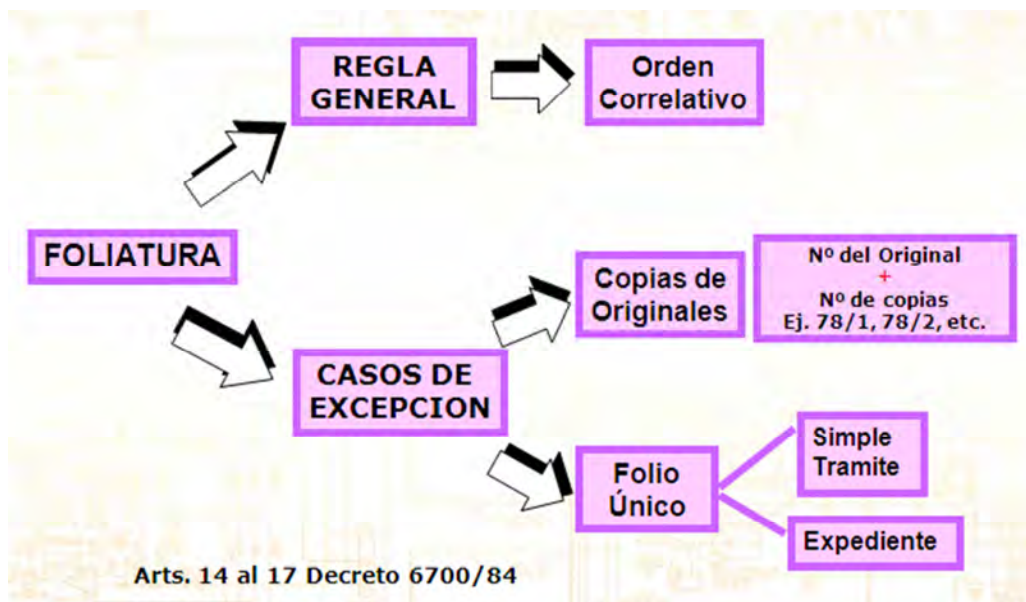 REGLA
GENERAL
Orden
Correlativo
FOLIATURA
Copias de
Originales
Nº del Original
+
Nº de copias
Ej. 78/1, 78/2, etc.
CASOS DE
EXCEPCION
Folio
Único
Simple
Tramite
Expediente
Arts. 14 al 17 Decreto 6700/84